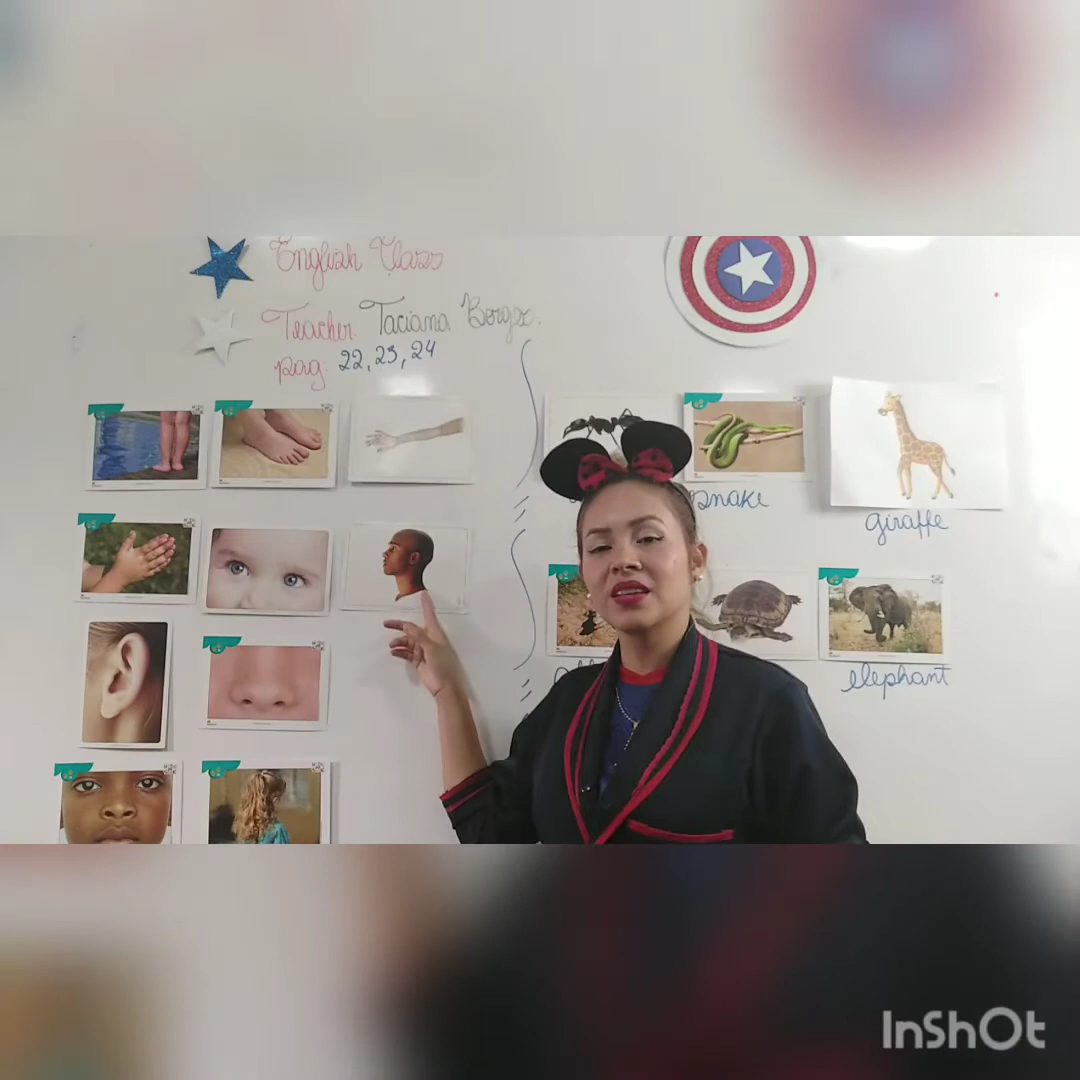 English Class
Teacher: Taciana Borges.
pag: 22, 23, 24
snake
giraffe
elephant
InShOt